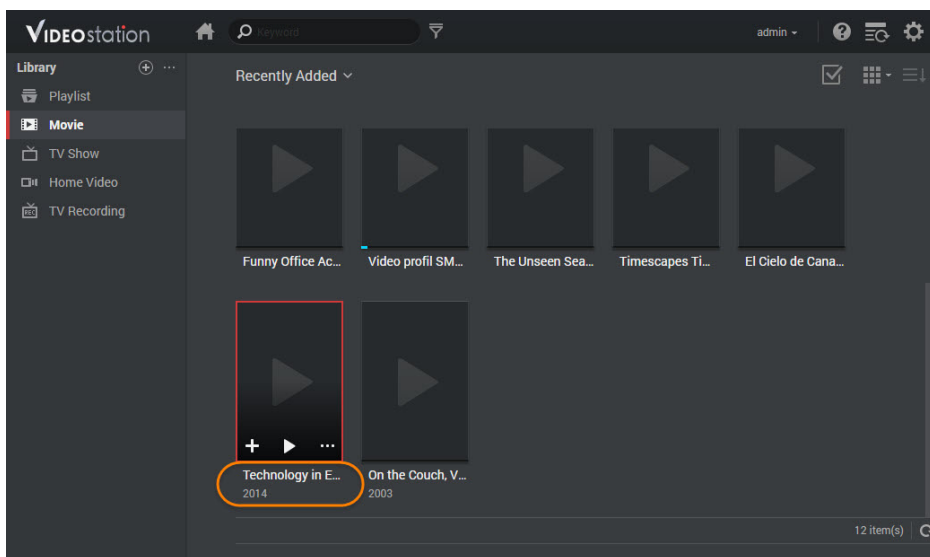 VIDEOstation
Keyword
admin
Library
Playlist
Movie
TV Show
Home Video
REC
TV Recording
Recently Added
Funny Office Ac...
Video profil SM...
The Unseen Sea...
Timescapes Ti...
El Cielo de Cana...
Technology in E...
2014
On the Couch, V...
2003
12 item(s)